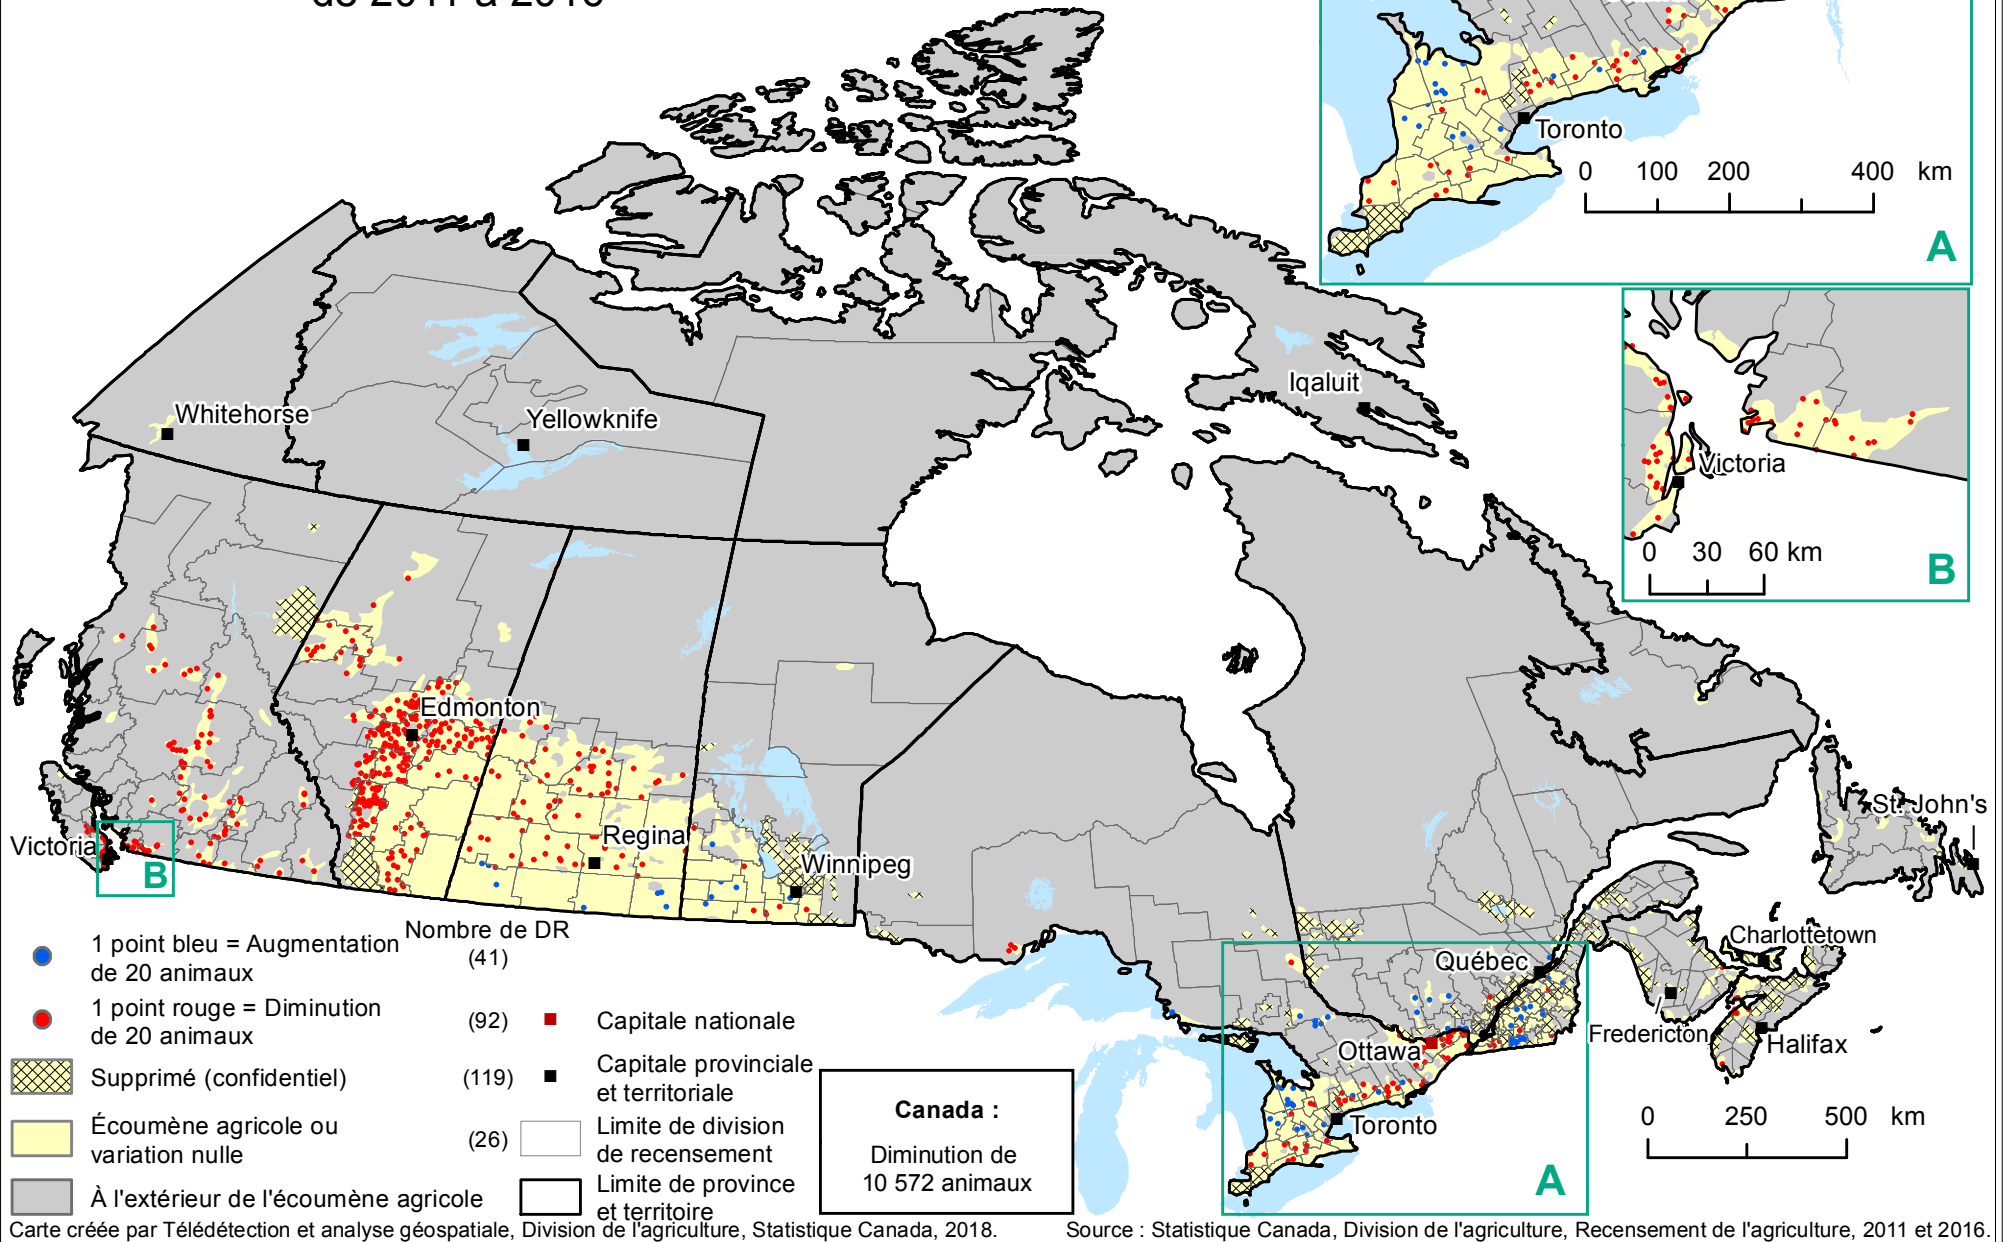 de 2011 à 2016
Toronto
0 100 200 400 km
A
Whitehorse
Yellowknife
Iqaluit
Victoria
0 30 60 km
B
Edmonton
Regina
Winnipeg
Victoria
B
St. John's
Charlottetown
Québec
Fredericton
Halifax
Ottawa
Toronto
A
0 250 500 km
Nombre de DR
1 point bleu = Augmentation
de 20 animaux
(41)
1 point rouge = Diminution
de 20 animaux
(92)
Supprimé (confidentiel)
(119)
Écoumène agricole ou
variation nulle
(26)
À l'extérieur de l'écoumène agricole
Capitale nationale
Capitale provinciale
et territoriale
Limite de division
de recensement
Limite de province
et territoire
Canada :
Diminution de
10 572 animaux
Carte créée par Télédétection et analyse géospatiale, Division de l'agriculture, Statistique Canada, 2018.
Source : Statistique Canada, Division de l'agriculture, Recensement de l'agriculture, 2011 et 2016.